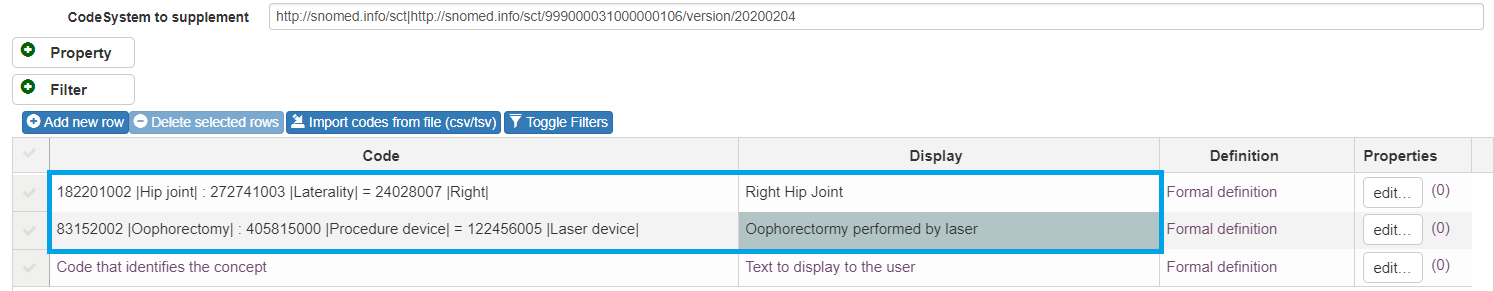 CodeSystem to supplement http://snomed.info/sct|http://snomed.info/sct/999000031000000106/version/20200204
Property
Filter
Add new row Delete selected rows Import codes from file (csv/tsv) Toggle Filters
Code Display Definition Properties
182201002 |Hip joint| : 272741003 |Laterality| = 24028007 |Right| Right Hip Joint Formal definition edit... (0)
83152002 |Oophorectomy| : 405815000 |Procedure device| = 122456005 |Laser device| Oophorectormy performed by laser Formal definition edit... (0)
Code that identifies the concept Text to display to the user Formal definition edit... (0)